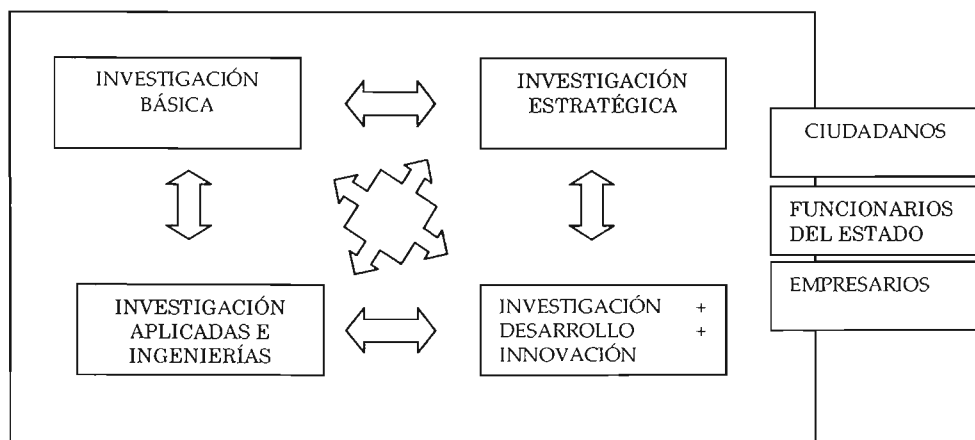 INVESTIGACIÓN
BÁSICA
INVESTIGACIÓN
ESTRATÉGICA
CIUDADANOS
FUNCIONARIOS
DEL ESTADO
EMPRESARIOS
INVESTIGACIÓN
APLICADAS E
INGENIERÍAS
INVESTIGACIÓN +
DESARROLLO +
INNOVACIÓN